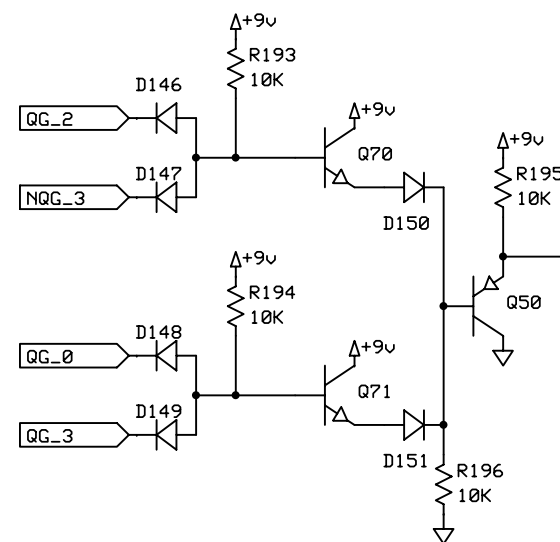 +9v
R193
10K
D146
QG_2
+9v
Q70
D147
NQG_3
+9v
R195
10K
D150
+9v
R194
10K
Q50
D148
QG_0
+9v
Q71
D149
QG_3
D151
R196
10K